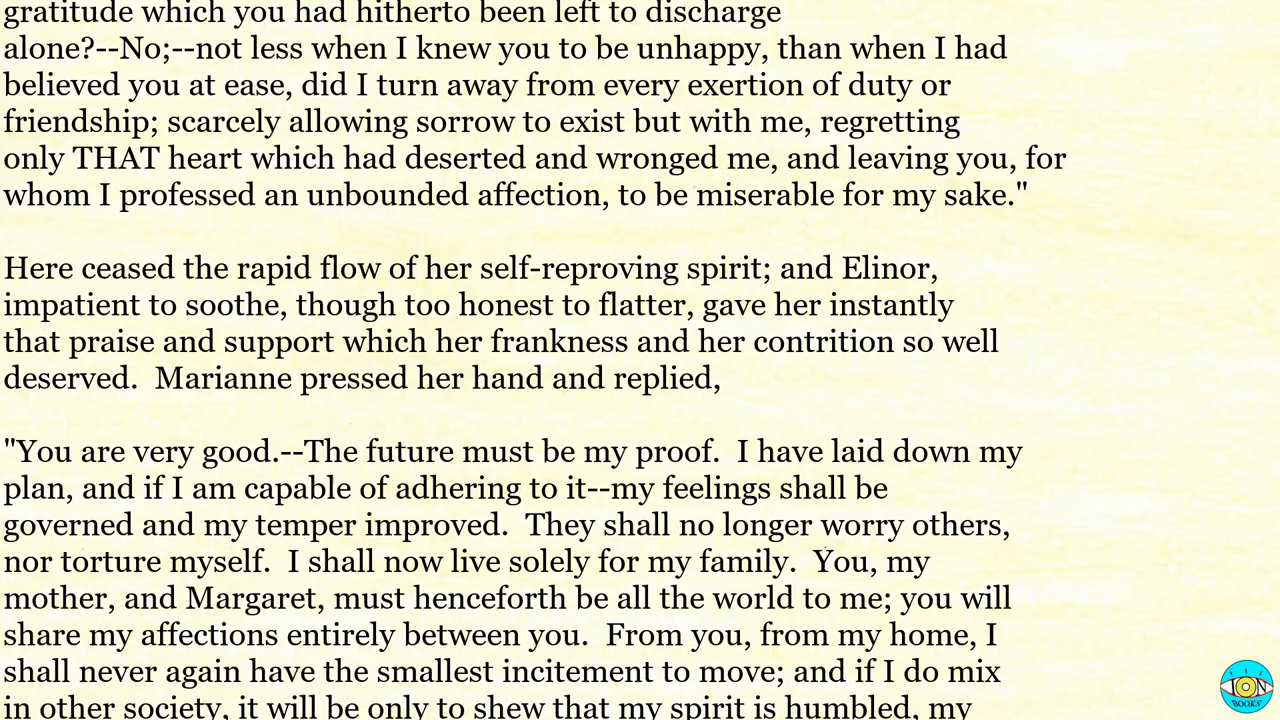 gratitude which you had hitherto been left to discharge
alone?--No;--not less when I knew you to be unhappy, than when I had
believed you at ease, did I turn away from every exertion of duty or
friendship; scarcely allowing sorrow to exist but with me, regretting
only THAT heart which had deserted and wronged me, and leaving you, for
whom I professed an unbounded affection, to be miserable for my sake."
Here ceased the rapid flow of her self-reproving spirit; and Elinor,
impatient to soothe, though too honest to flatter, gave her instantly
that praise and support which her frankness and her contrition so well
deserved.  Marianne pressed her hand and replied,
"You are very good.--The future must be my proof.  I have laid down my
plan, and if I am capable of adhering to it--my feelings shall be
governed and my temper improved.  They shall no longer worry others,
nor torture myself.  I shall now live solely for my family.  You, my
mother, and Margaret, must henceforth be all the world to me; you will
share my affections entirely between you.  From you, from my home, I
shall never again have the smallest incitement to move; and if I do mix
in other society, it will be only to shew that my spirit is humbled, my
ION
BOOKS